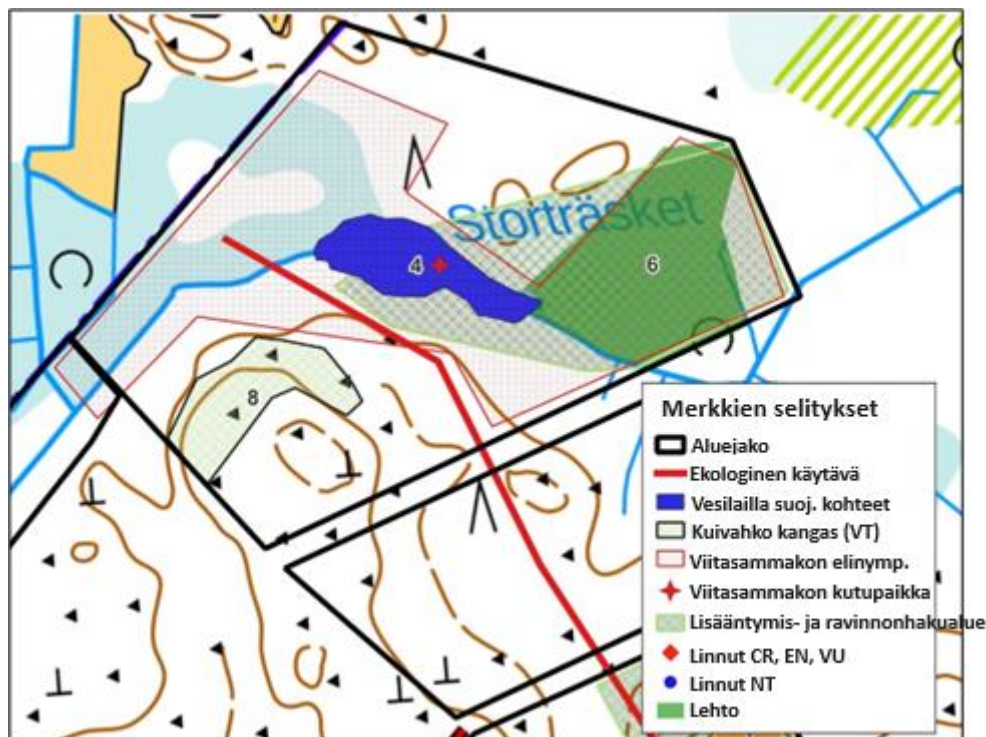 Storträsket
4
6
8
Merkkien selitykset
Aluejako
Ekologinen käytävä
Vesilailla suoj. kohteet
Kuivahko kangas (VT)
Viitasammakon elinymp.
Viitasammakon kutupaikka
Lisääntymis- ja ravinnonhakualue
Linnut CR, EN, VU
Linnut NT
Lehto